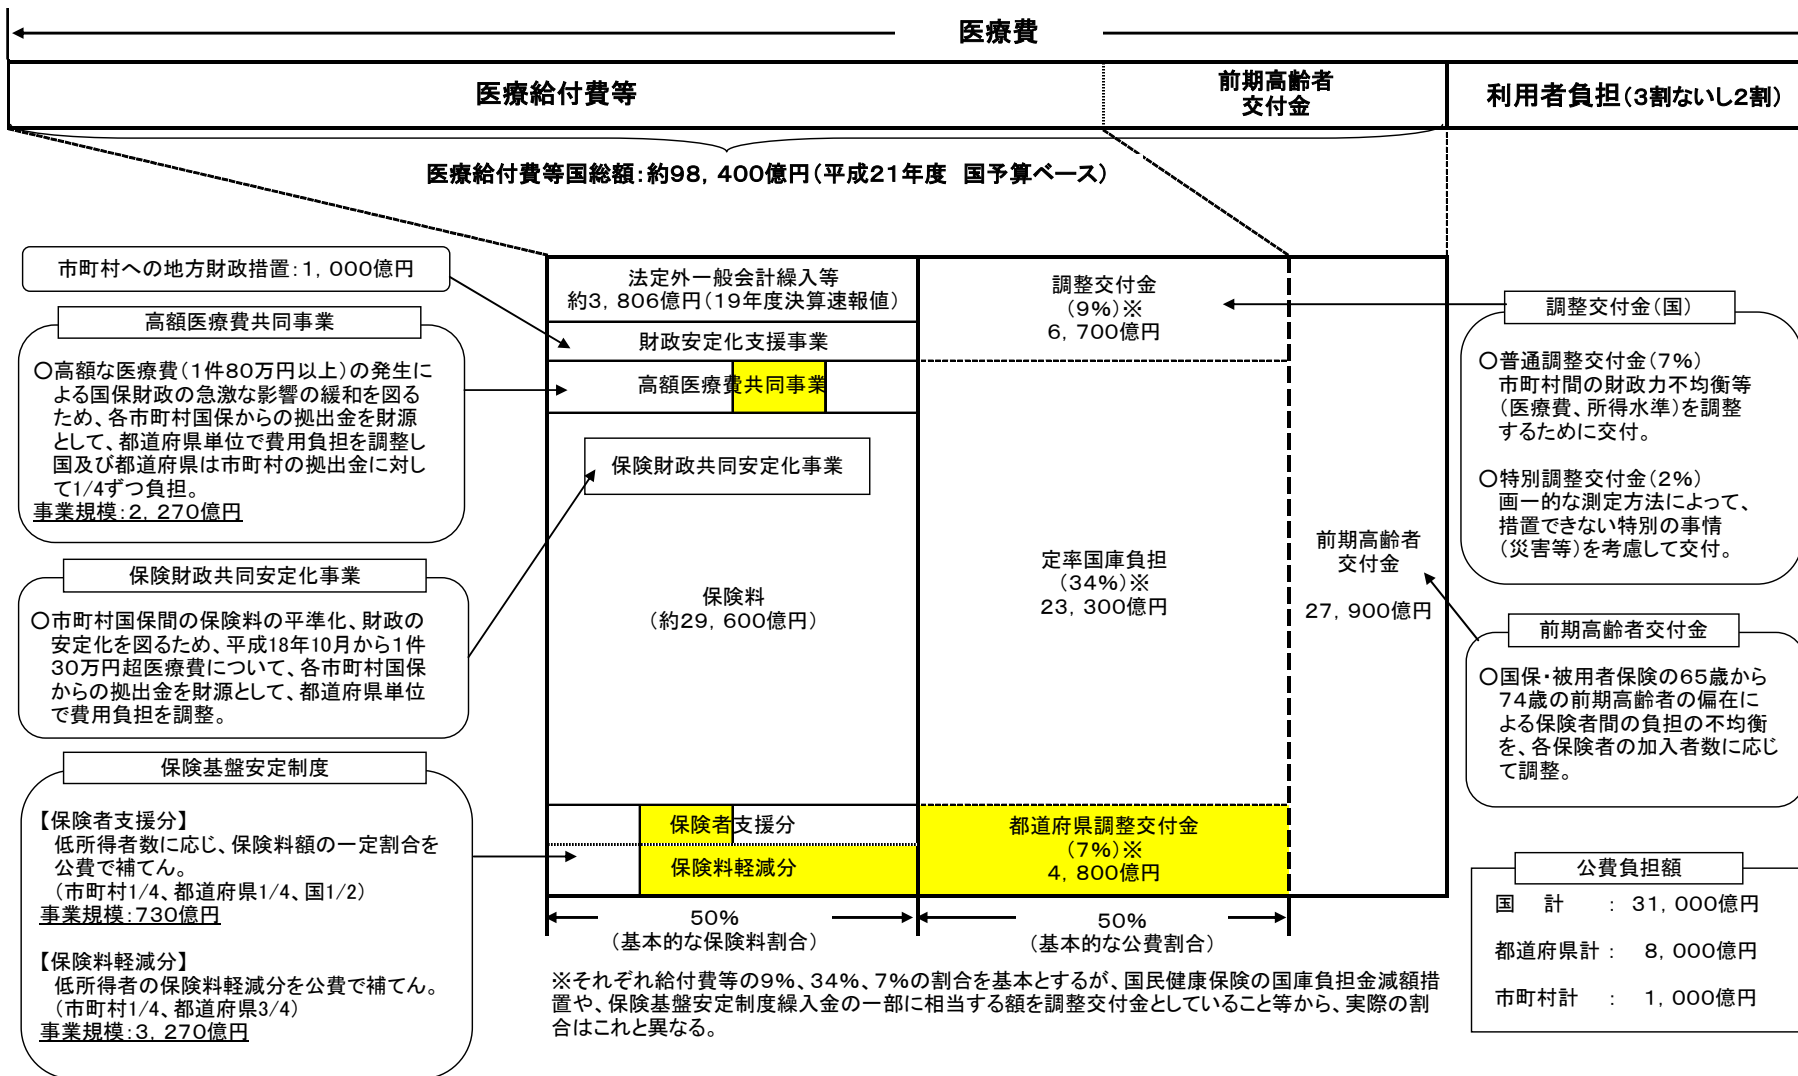 医療費
医療給付費等
前期高齢者
交付金
利用者負担(3割ないし2割)
医療給付費等国総額:約98,400億円(平成21年度 国予算ベース)
市町村への地方財政措置:1,000億円
高額医療費共同事業
○高額な医療費(1件80万円以上)の発生に
よる国保財政の急激な影響の緩和を図る
ため、各市町村国保からの拠出金を財源
として、都道府県単位で費用負担を調整し
国及び都道府県は市町村の拠出金に対し
て1/4ずつ負担。
事業規模:2,270億円
保険財政共同安定化事業
○市町村国保間の保険料の平準化、財政の
安定化を図るため、平成18年10月から1件
30万円超医療費について、各市町村国保
からの拠出金を財源として、都道府県単位
で費用負担を調整。
保険基盤安定制度
【保険者支援分】
低所得者数に応じ、保険料額の一定割合を
公費で補てん。
(市町村1/4、都道府県1/4、国1/2)
事業規模:730億円
【保険料軽減分】
低所得者の保険料軽減分を公費で補てん。
(市町村1/4、都道府県3/4)
事業規模:3,270億円
法定外一般会計繰入等
約3,806億円(19年度決算速報値)
財政安定化支援事業
高額医療費共同事業
保険財政共同安定化事業
保険料
(約29,600億円)
保険者支援分
保険料軽減分
50%
(基本的な保険料割合)
調整交付金
(9%)※
6,700億円
定率国庫負担
(34%)※
23,300億円
都道府県調整交付金
(7%)※
4,800億円
50%
(基本的な公費割合)
前期高齢者
交付金
27,900億円
※それぞれ給付費等の9%、34%、7%の割合を基本とするが、国民健康保険の国庫負担金減額措
置や、保険基盤安定制度繰入金の一部に相当する額を調整交付金としていること等から、実際の割
合はこれと異なる。
調整交付金(国)
○普通調整交付金(7%)
市町村間の財政力不均衡等
(医療費、所得水準)を調整
するために交付。
○特別調整交付金(2%)
画一的な測定方法によって、
措置できない特別の事情
(災害等)を考慮して交付。
前期高齢者交付金
○国保・被用者保険の65歳から
74歳の前期高齢者の偏在に
よる保険者間の負担の不均衡
を、各保険者の加入者数に応じ
て調整。
公費負担額
国 計 : 31,000億円
都道府県計 : 8,000億円
市町村計 : 1,000億円